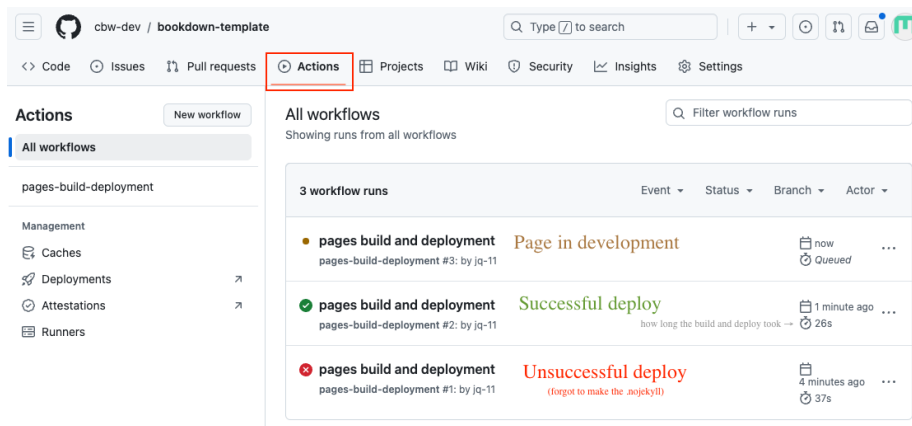 cbw-dev / bookdown-template
Type / to search
Code
Issues
Pull requests
Actions
Projects
Wiki
Security
Insights
Settings
Actions
New workflow
All workflows
pages-build-deployment
Management
Caches
Deployments
Attestations
Runners
All workflows
Showing runs from all workflows
Filter workflow runs
3 workflow runs
Event
Status
Branch
Actor
pages build and deployment
pages-build-deployment #3: by jq-11
Page in development
now
Queued
pages build and deployment
pages-build-deployment #2: by jq-11
Successful deploy
how long the build and deploy took →
1 minute ago
26s
pages build and deployment
pages-build-deployment #1: by jq-11
Unsuccessful deploy
(forgot to make the .nojekyll)
4 minutes ago
37s